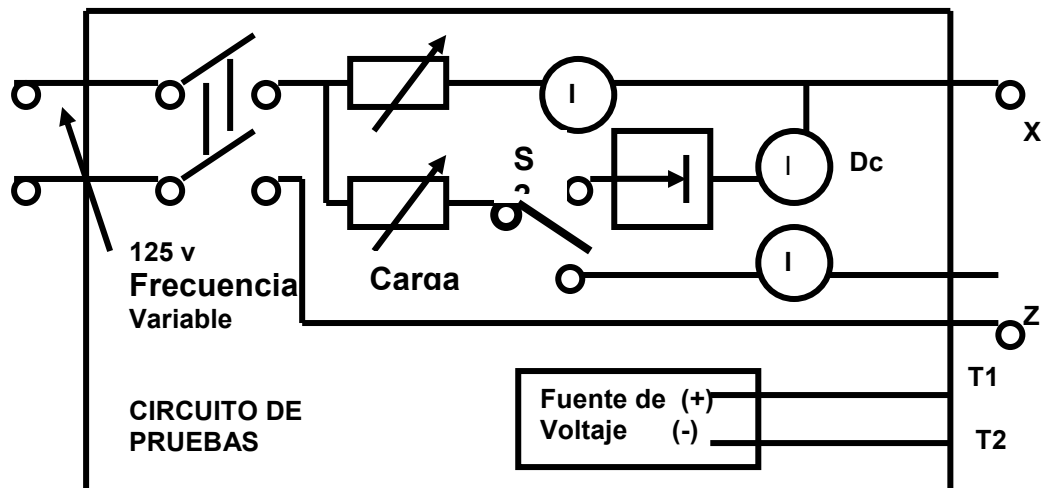 I
X
S
I
Dc
125 v
Frecuencia
Variable
Carga
I
Z
T1
Fuente de (+)
Voltaje (-)
T2
CIRCUITO DE
PRUEBAS